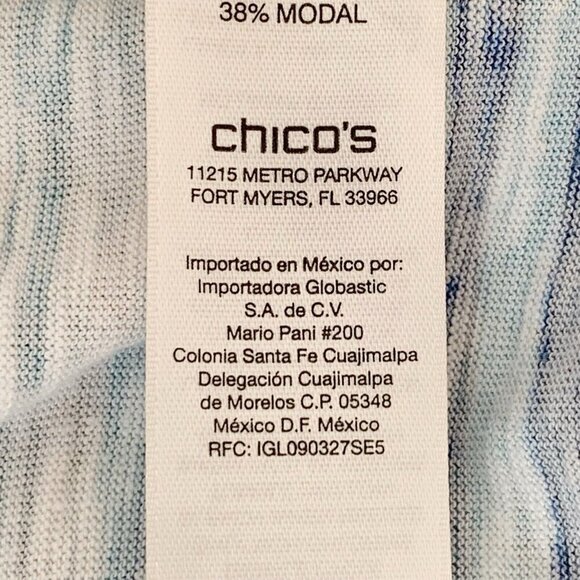 38% MODAL
chico's
11215 METRO PARKWAY
FORT MYERS, FL 33966
Importado en México por:
Importadora Globastic
S.A. de C.V.
Mario Pani #200
Colonia Santa Fe Cuajimalpa
Delegación Cuajimalpa
de Morelos C.P. 05348
México D.F. México
RFC: IGL090327SE5